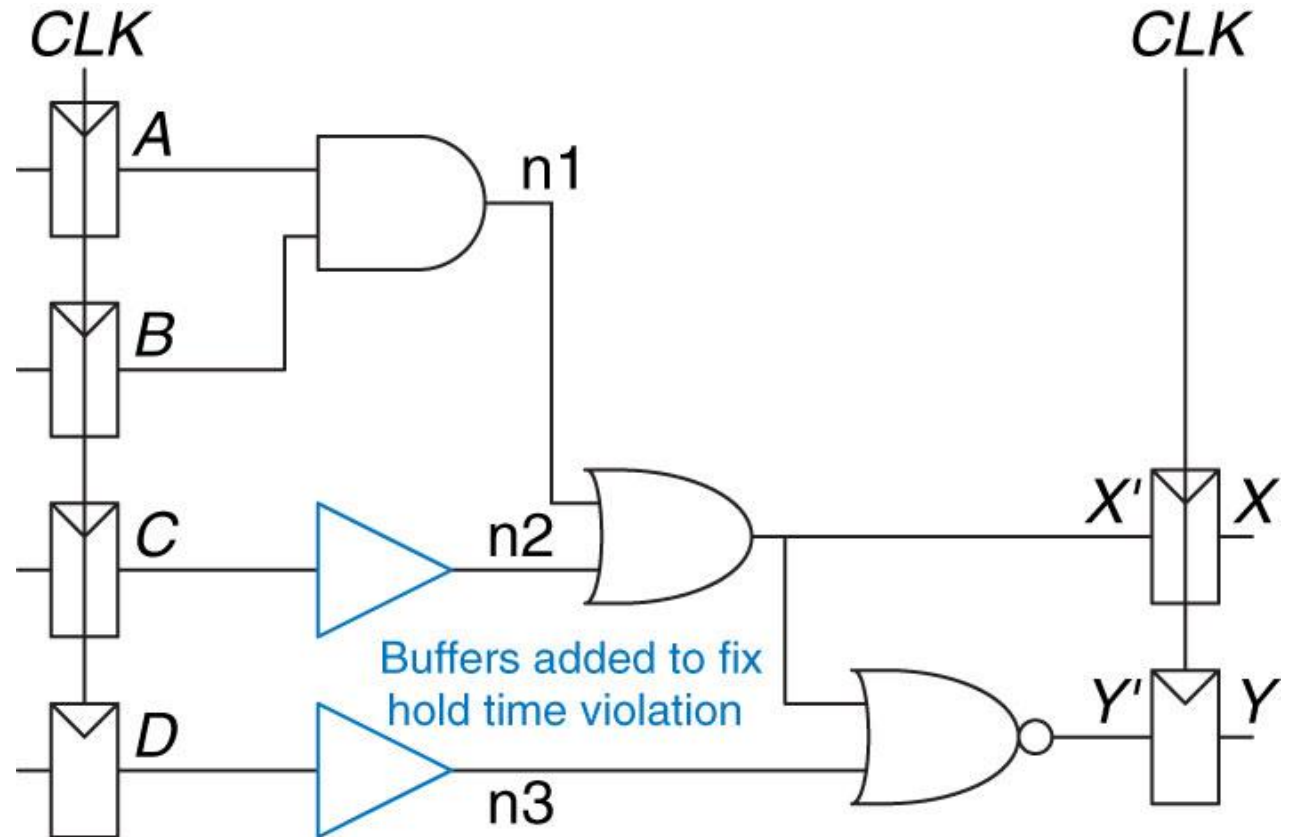 CLK
CLK
A
n1
B
C
n2
X'
X
Buffers added to fix
hold time violation
D
n3
Y'
Y